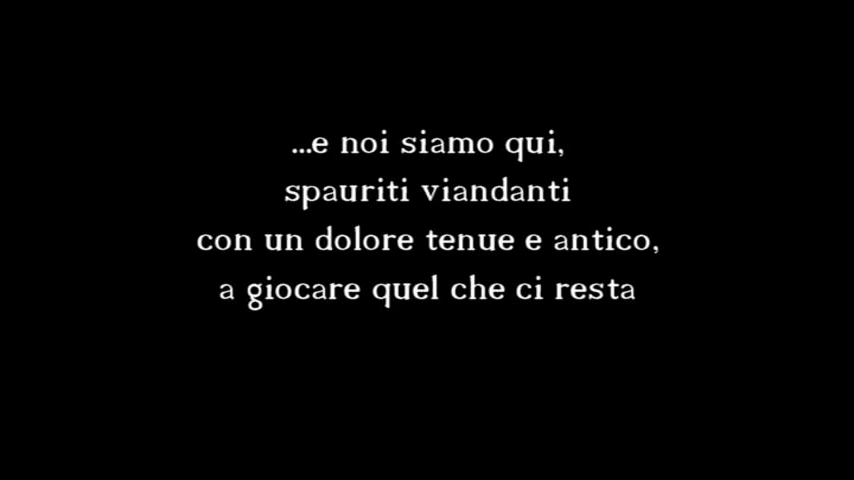 ...e noi siamo qui,
spauriti viandanti
con un dolore tenue e antico,
a giocare quel che ci resta